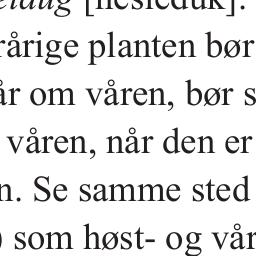 [nesleduk].
rårige planten bør
år om våren, bør s
våren, når den er
n. Se samme sted
) som høst- og vår